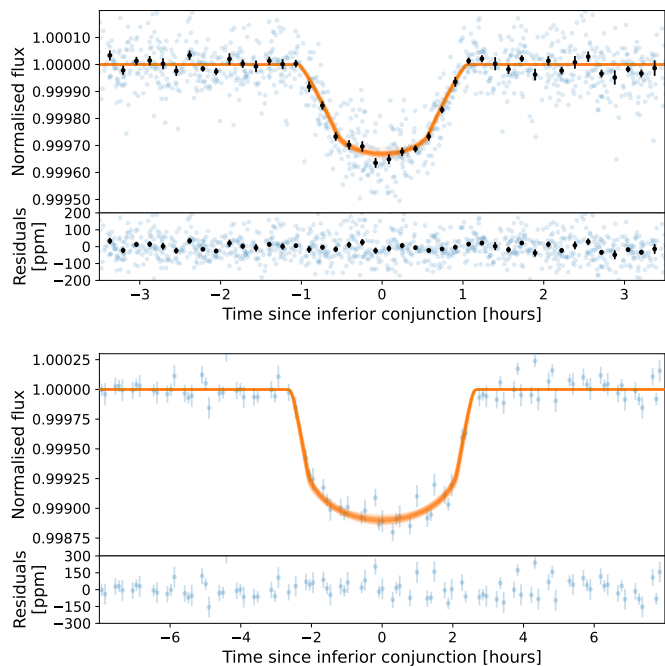 1.00010
1.00000
0.99990
0.99980
0.99970
0.99960
0.99950
Normalised flux
200
100
0
−100
−200
Residuals
[ppm]
−3 −2 −1 0 1 2 3
Time since inferior conjunction [hours]
1.00025
1.00000
0.99975
0.99950
0.99925
0.99900
0.99875
Normalised flux
300
150
0
−150
−300
Residuals
[ppm]
−6 −4 −2 0 2 4 6
Time since inferior conjunction [hours]